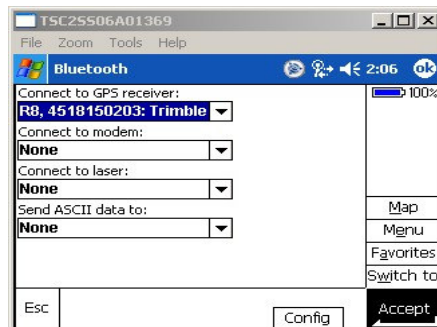 TSC2SS06A01369
File Zoom Tools Help
Bluetooth 2:06 ok
Connect to GPS receiver:
R8, 4518150203: Trimble
100%
Connect to modem:
None
Connect to laser:
None
Send ASCII data to:
None
Map
Menu
Favorites
Switch to
Esc
Config
Accept